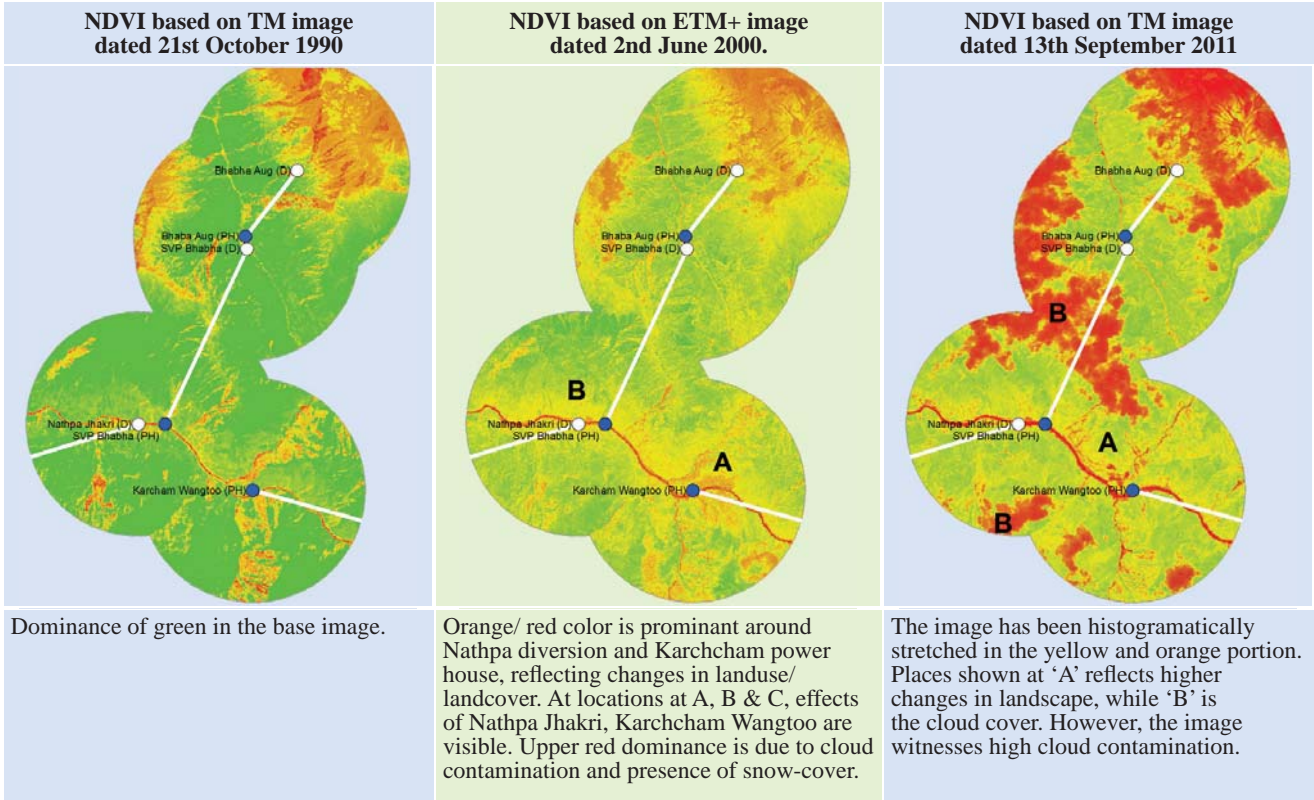 NDVI based on TM image
dated 21st October 1990
NDVI based on ETM+ image
dated 2nd June 2000.
NDVI based on TM image
dated 13th September 2011
Bhabha Aug (D)
Bhaba Aug (PH)
SVP Bhabha (D)
Nathpa Jhakri (D)
SVP Bhabha (PH)
Karcham Wangtoo (PH)
Bhabha Aug (D)
Bhaba Aug (PH)
SVP Bhabha (D)
B
Nathpa Jhakri (D)
SVP Bhabha (PH)
A
Karcham Wangtoo (PH)
Bhabha Aug (D)
Bhaba Aug (PH)
SVP Bhabha (D)
B
Nathpa Jhakri (D)
SVP Bhabha (PH)
A
Karcham Wangtoo (PH)
B
Dominance of green in the base image.
Orange/ red color is prominant around
Nathpa diversion and Karchcham power
house, reflecting changes in landuse/
landcover. At locations at A, B & C, effects
of Nathpa Jhakri, Karchcham Wangtoo are
visible. Upper red dominance is due to cloud
contamination and presence of snow-cover.
The image has been histogramatically
stretched in the yellow and orange portion.
Places shown at ‘A’ reflects higher
changes in landscape, while ‘B’ is
the cloud cover. However, the image
witnesses high cloud contamination.